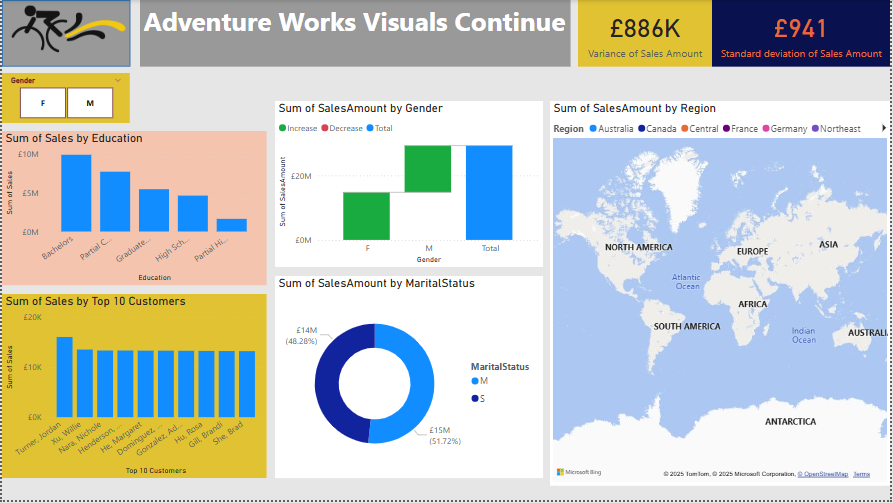 Adventure Works Visuals Continue
£886K
Variance of Sales Amount
£941
Standard deviation of Sales Amount
Gender
F
M
Sum of Sales by Education
£10M
£5M
£0M
Sum of Sales
Bachelors
Partial C...
Graduate...
High Sch...
Partial Hi...
Education
Sum of Sales by Top 10 Customers
£20K
£10K
£0K
Sum of Sales
Turner, Jordan
Xu, Willie
Nara, Nichole
Henderson, ...
He, Margaret
Dominguez, ...
Gonzalez, Ad...
Hu, Rosa
Gill, Brandi
She, Brad
Top 10 Customers
Sum of SalesAmount by Gender
Increase Decrease Total
£20M
£0M
Sum of SalesAmount
F
M
Total
Gender
Sum of SalesAmount by MaritalStatus
£14M
(48.28%)
£15M
(51.72%)
MaritalStatus
M
S
Sum of SalesAmount by Region
Region Australia Canada Central France Germany Northeast
NORTH AMERICA
EUROPE
ASIA
Atlantic
Ocean
AFRICA
SOUTH AMERICA
Indian
Ocean
AUSTRALI
ANTARCTICA
Microsoft Bing
© 2025 TomTom, © 2025 Microsoft Corporation, © OpenStreetMap Terms